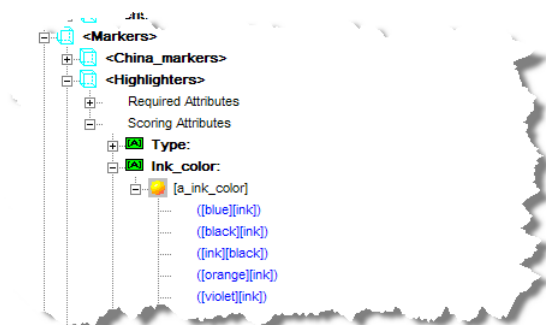 <Markers>
<China_markers>
<Highlighters>
Required Attributes
Scoring Attributes
[A] Type:
[A] Ink_color:
[a_ink_color]
([blue][ink])
([black][ink])
([ink][black])
([orange][ink])
([violet][ink])